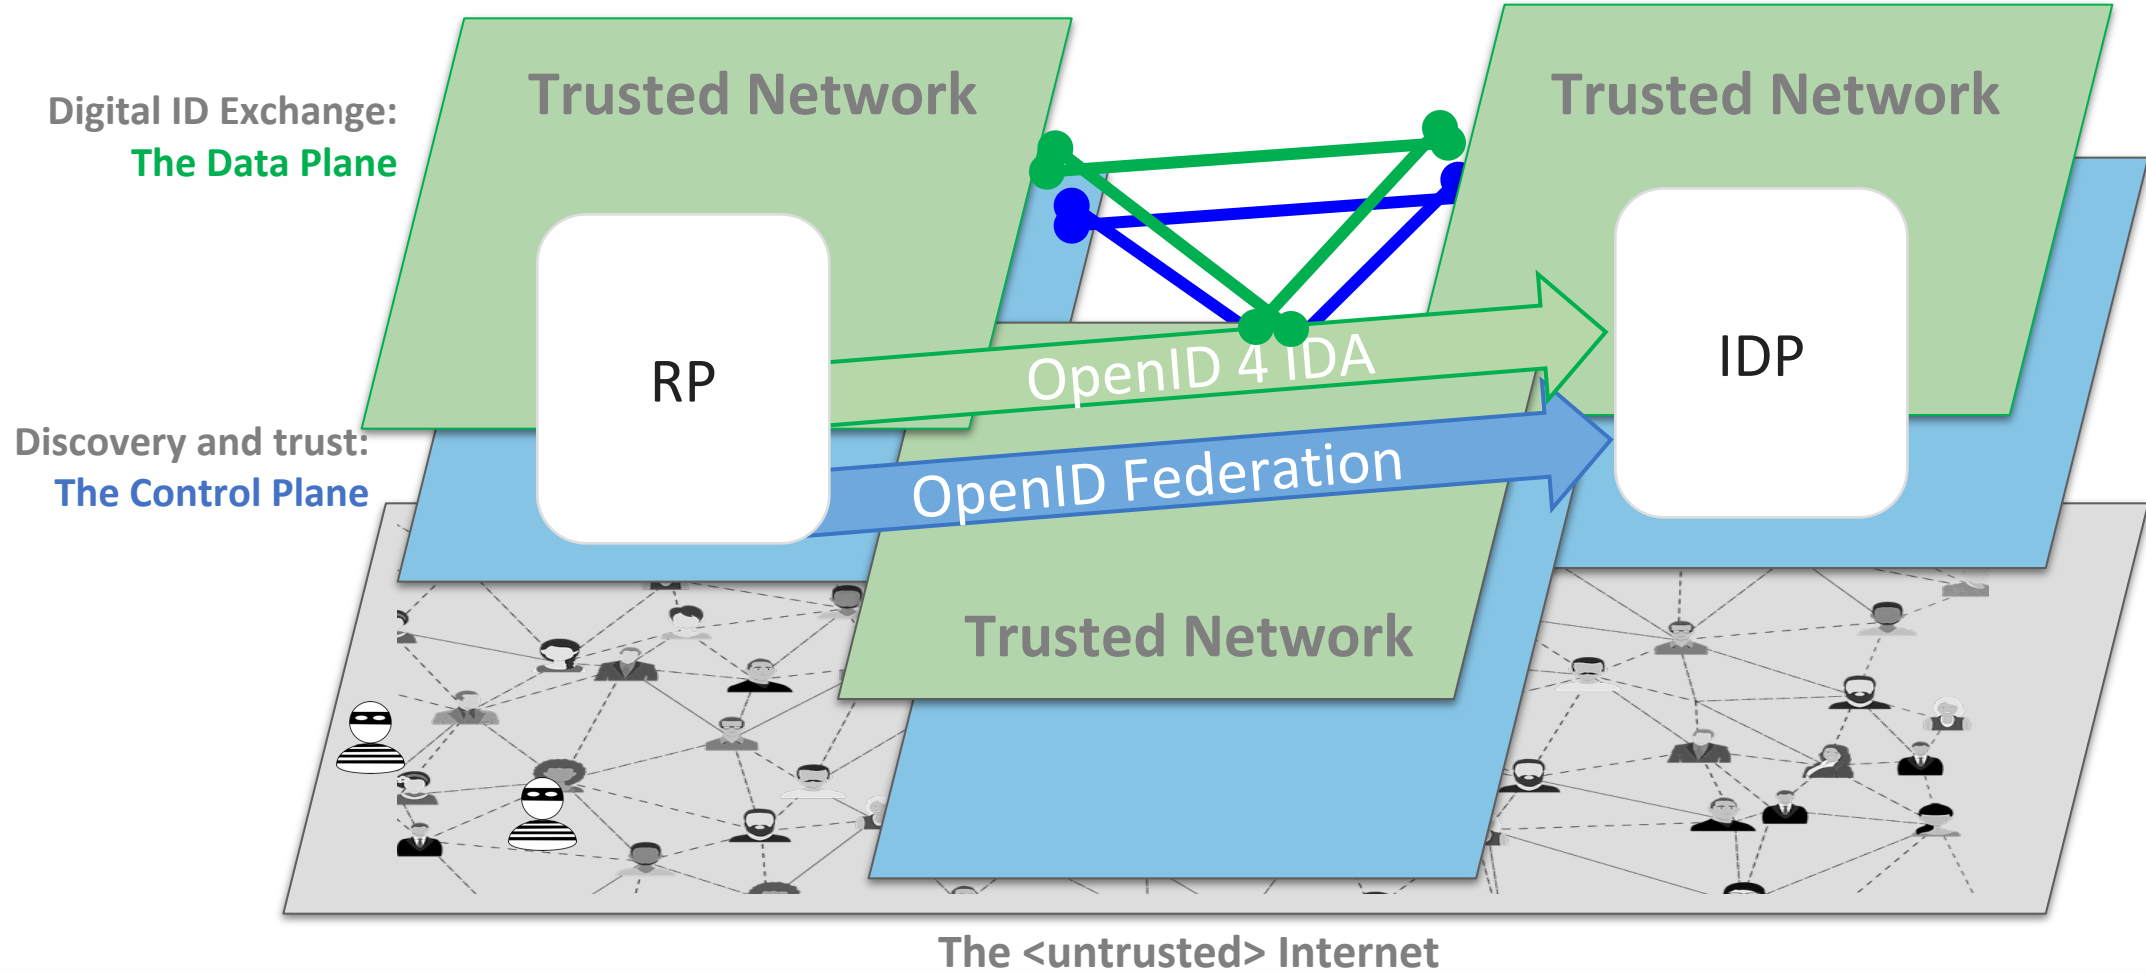 Trusted Network
Trusted Network
Digital ID Exchange:
The Data Plane
RP
IDP
OpenID 4 IDA
Discovery and trust:
The Control Plane
OpenID Federation
Trusted Network
The <untrusted> Internet